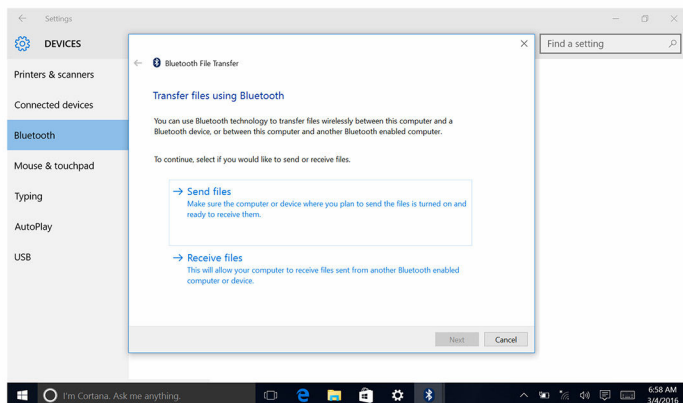 Settings
DEVICES
Find a setting
Printers & scanners
Connected devices
Bluetooth
Mouse & touchpad
Typing
AutoPlay
USB
Bluetooth File Transfer
Transfer files using Bluetooth
You can use Bluetooth technology to transfer files wirelessly between this computer and a
Bluetooth device, or between this computer and another Bluetooth enabled computer.
To continue, select if you would like to send or receive files.
Send files
Make sure the computer or device where you plan to send the files is turned on and
ready to receive them.
Receive files
This will allow your computer to receive files sent from another Bluetooth enabled
computer or device.
Next
Cancel
I'm Cortana. Ask me anything.
6:58 AM
3/4/2016